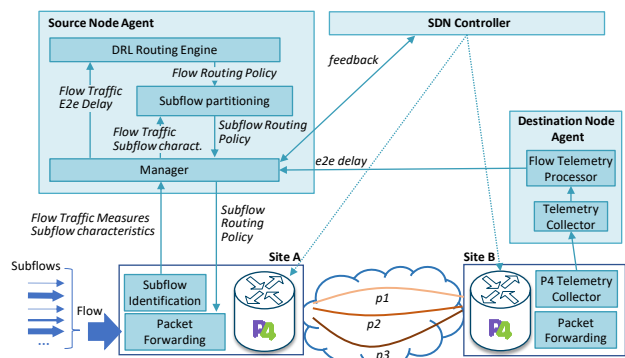 Source Node Agent
SDN Controller
DRL Routing Engine
feedback
Flow Routing Policy
Flow Traffic
E2e Delay
Subflow partitioning
Flow Traffic
Subflow charact.
Subflow Routing
Policy
Destination Node
Agent
Manager
e2e delay
Flow Telemetry
Processor
Telemetry
Collector
Flow Traffic Measures
Subflow characteristics
Subflow
Routing
Policy
Site A
Site B
Subflows
Subflow
Identification
P4 Telemetry
Collector
Flow
...
Packet
Forwarding
P4
p1
p2
p3
P4
Packet
Forwarding